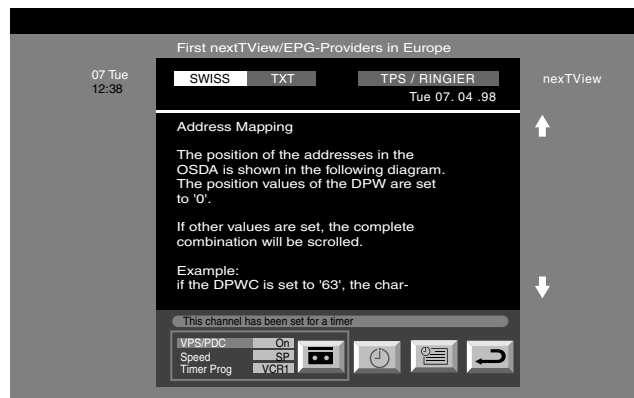 First nextTView/EPG-Providers in Europe
07 Tue
12:38
SWISS TXT TPS / RINGIER
nexTView
Tue 07. 04 .98
Address Mapping
The position of the addresses in the
OSDA is shown in the following diagram.
The position values of the DPW are set
to '0'.
If other values are set, the complete
combination will be scrolled.
Example:
if the DPWC is set to '63', the char-
This channel has been set for a timer
VPS/PDC On
Speed SP
Timer Prog VCR1